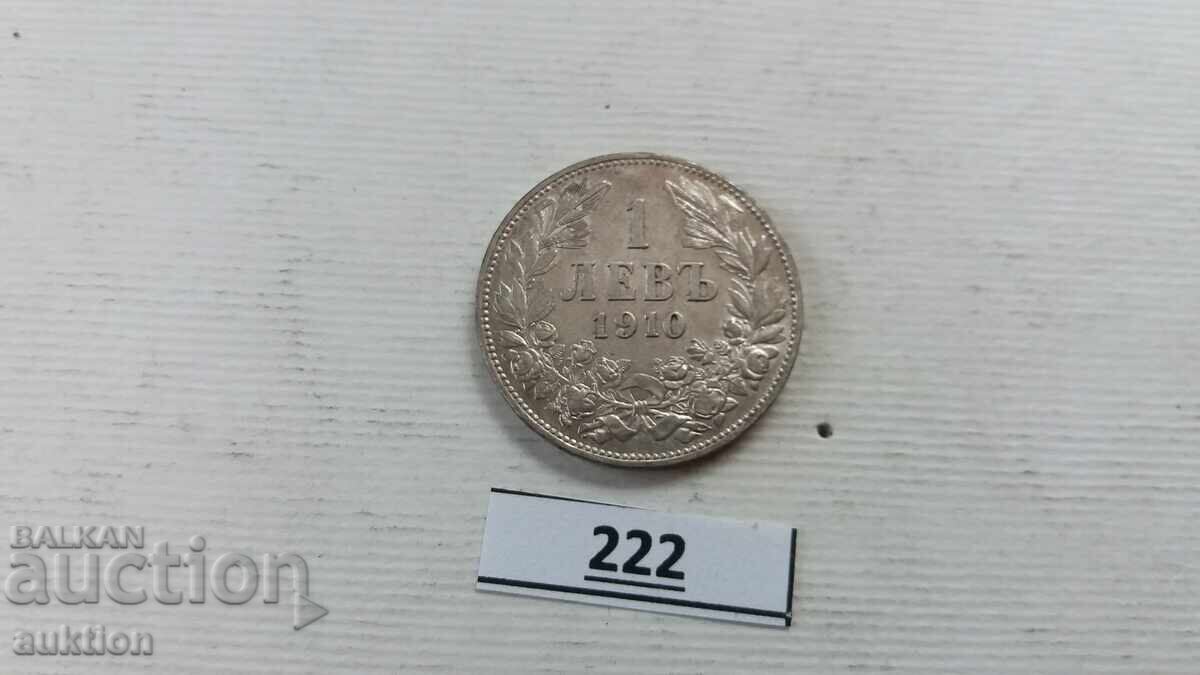 1
ЛЕВЪ
1910
222
BALKAN
auction
auktion